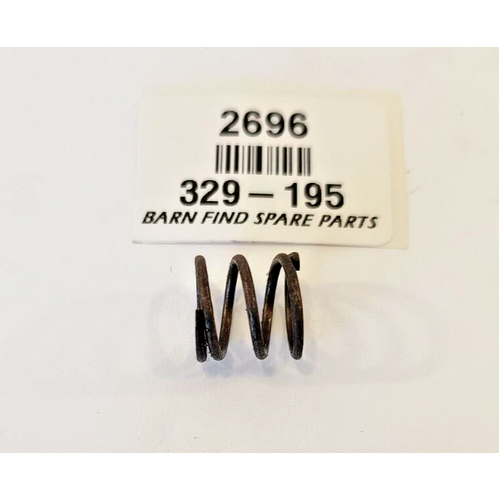 2696
329 – 195
BARN FIND SPARE PARTS